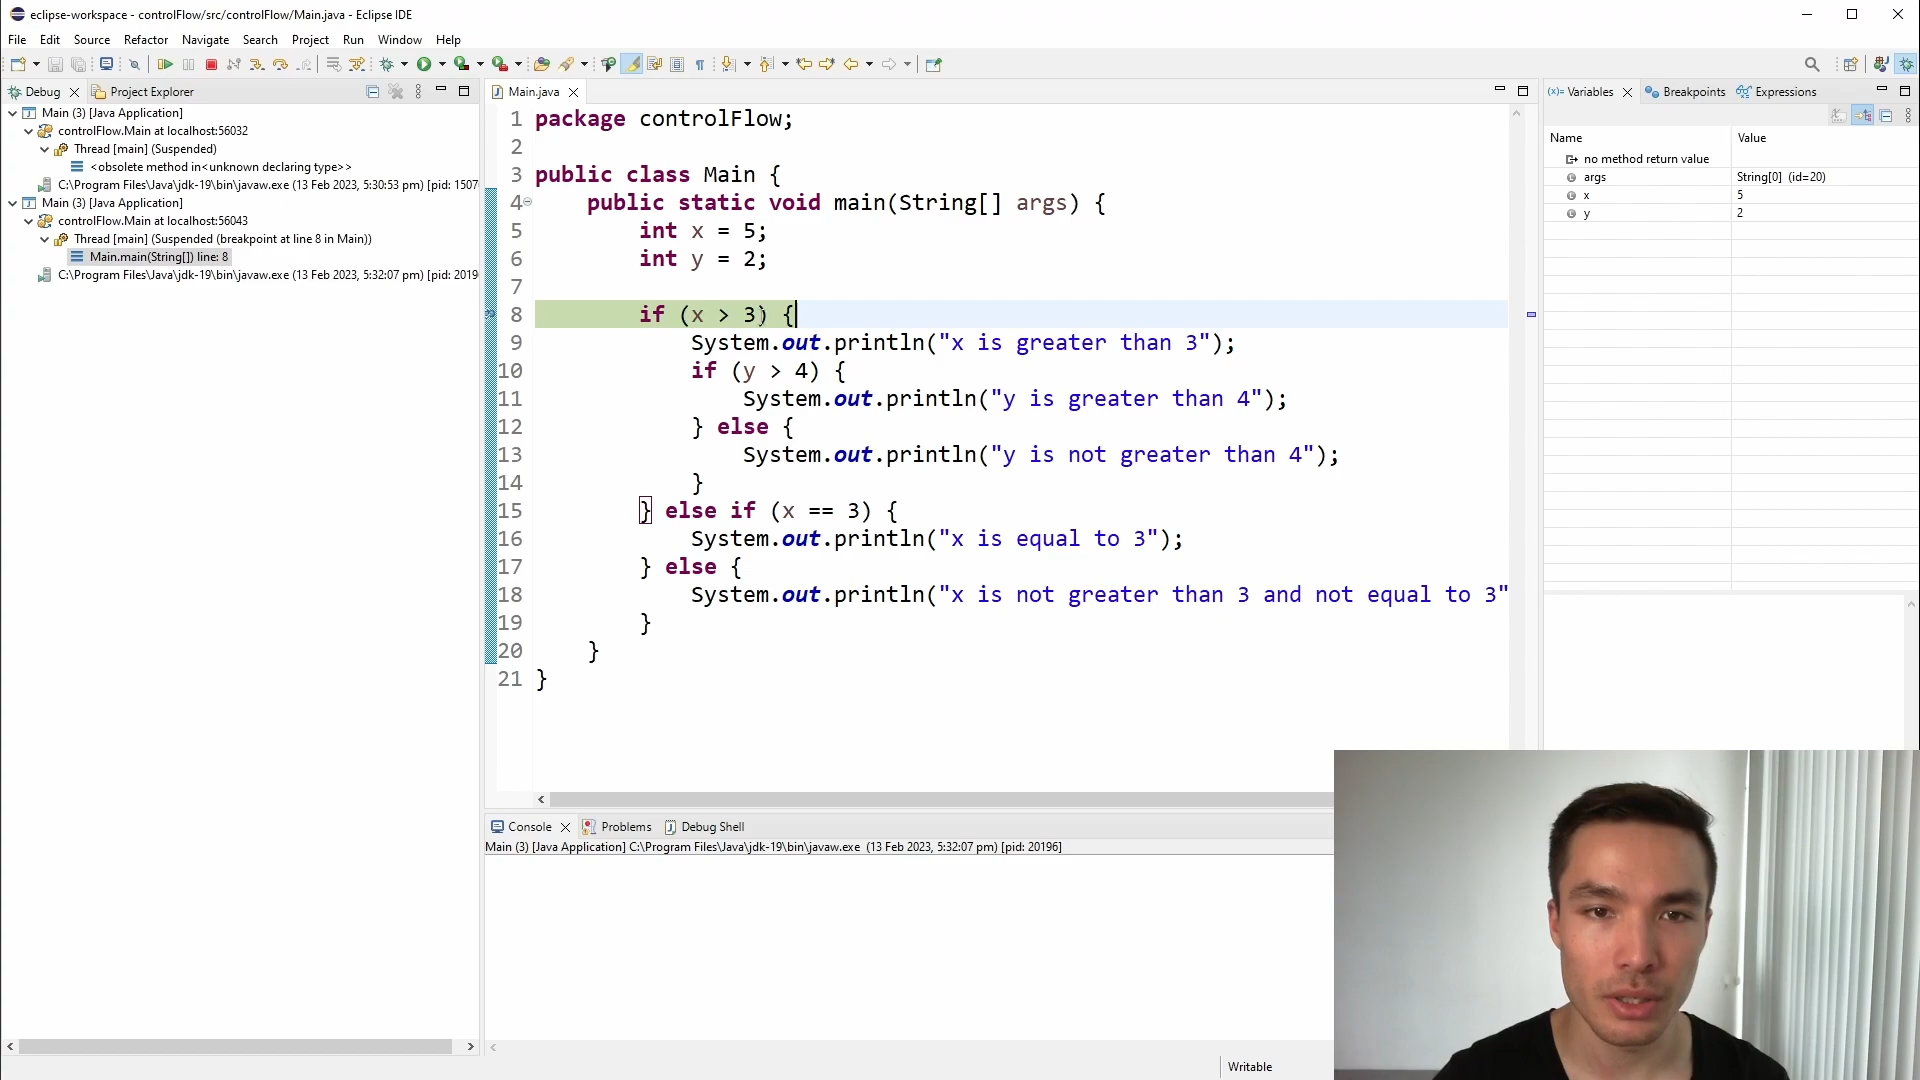 eclipse-workspace - controlFlow/src/controlFlow/Main.java - Eclipse IDE
File Edit Source Refactor Navigate Search Project Run Window Help
Debug Project Explorer
Main (3) [Java Application]
controlFlow.Main at localhost:56032
Thread [main] (Suspended)
<obsolete method in<unknown declaring type>>
C:\Program Files\Java\jdk-19\bin\javaw.exe (13 Feb 2023, 5:30:53 pm) [pid: 1507
Main (3) [Java Application]
controlFlow.Main at localhost:56043
Thread [main] (Suspended (breakpoint at line 8 in Main))
Main.main(String[]) line: 8
C:\Program Files\Java\jdk-19\bin\javaw.exe (13 Feb 2023, 5:32:07 pm) [pid: 2019
Main.java
1 package controlFlow;
2
3 public class Main {
4 public static void main(String[] args) {
5 int x = 5;
6 int y = 2;
7
8 if (x > 3) {
9 System.out.println("x is greater than 3");
10 if (y > 4) {
11 System.out.println("y is greater than 4");
12 } else {
13 System.out.println("y is not greater than 4");
14 }
15 } else if (x == 3) {
16 System.out.println("x is equal to 3");
17 } else {
18 System.out.println("x is not greater than 3 and not equal to 3"
19 }
20 }
21 }
Variables Breakpoints Expressions
Name Value
no method return value
args String[0] (id=20)
x 5
y 2
Console Problems Debug Shell
Main (3) [Java Application] C:\Program Files\Java\jdk-19\bin\javaw.exe (13 Feb 2023, 5:32:07 pm) [pid: 20196]
Writable